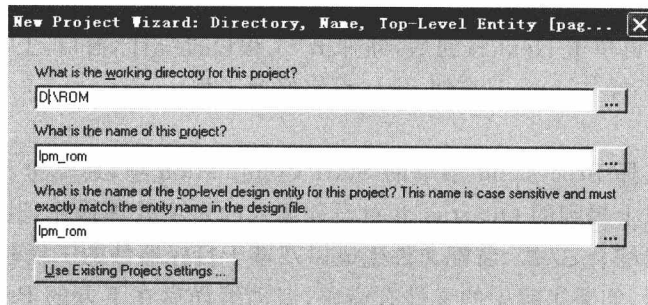 New Project Wizard: Directory, Name, Top-Level Entity [pag...
What is the working directory for this project?
D:\ROM
...
What is the name of this project?
lpm_rom
...
What is the name of the top-level design entity for this project? This name is case sensitive and must
exactly match the entity name in the design file.
lpm_rom
...
Use Existing Project Settings ...